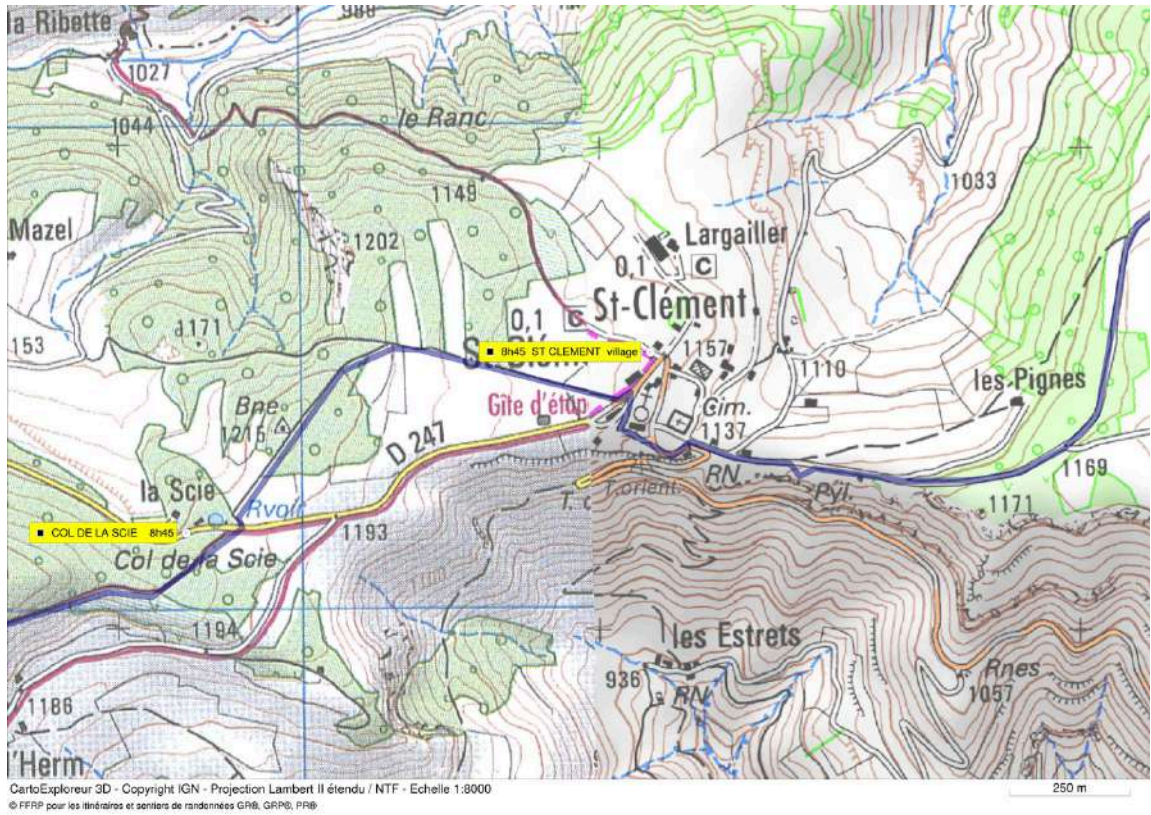 la Ribette
986
1027
1044
le Ranc
1149
1033
Mazel
1202
Largailler
0,1 C
St-Clément
0,1
1171
153
8h45 ST CLEMENT village
1157
1110
les Pignes
Bne
1216
Gîte d'étap
Cim.
1137
D 247
la Scie
Rvoir
RN
1169
T. orient.
Pyl.
1171
COL DE LA SCIE 8h45
1193
Col de la Scie
1194
les Estrets
936
RN
Rnes
1057
1186
l'Herm
CartoExploreur 3D - Copyright IGN - Projection Lambert II étendu / NTF - Echelle 1:8000
250 m
© FFRP pour les itinéraires et sentiers de randonnées GR®, GRP®, PR®